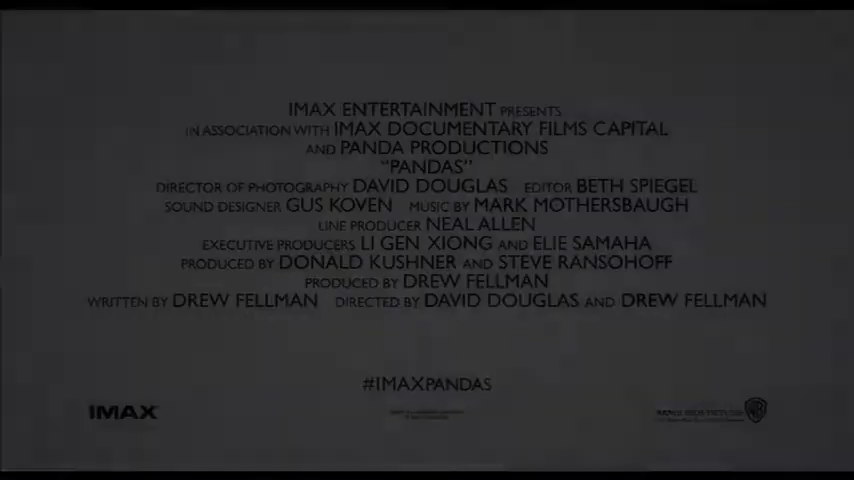 IMAX ENTERTAINMENT PRESENTS
IN ASSOCIATION WITH IMAX DOCUMENTARY FILMS CAPITAL
AND PANDA PRODUCTIONS
“PANDAS”
DIRECTOR OF PHOTOGRAPHY DAVID DOUGLAS EDITOR BETH SPIEGEL
SOUND DESIGNER GUS KOVEN MUSIC BY MARK MOTHERSBAUGH
LINE PRODUCER NEAL ALLEN
EXECUTIVE PRODUCERS LI GEN XIONG AND ELIE SAMAHA
PRODUCED BY DONALD KUSHNER AND STEVE RANSOHOFF
PRODUCED BY DREW FELLMAN
WRITTEN BY DREW FELLMAN DIRECTED BY DAVID DOUGLAS AND DREW FELLMAN
#IMAXPANDAS
IMAX
WB